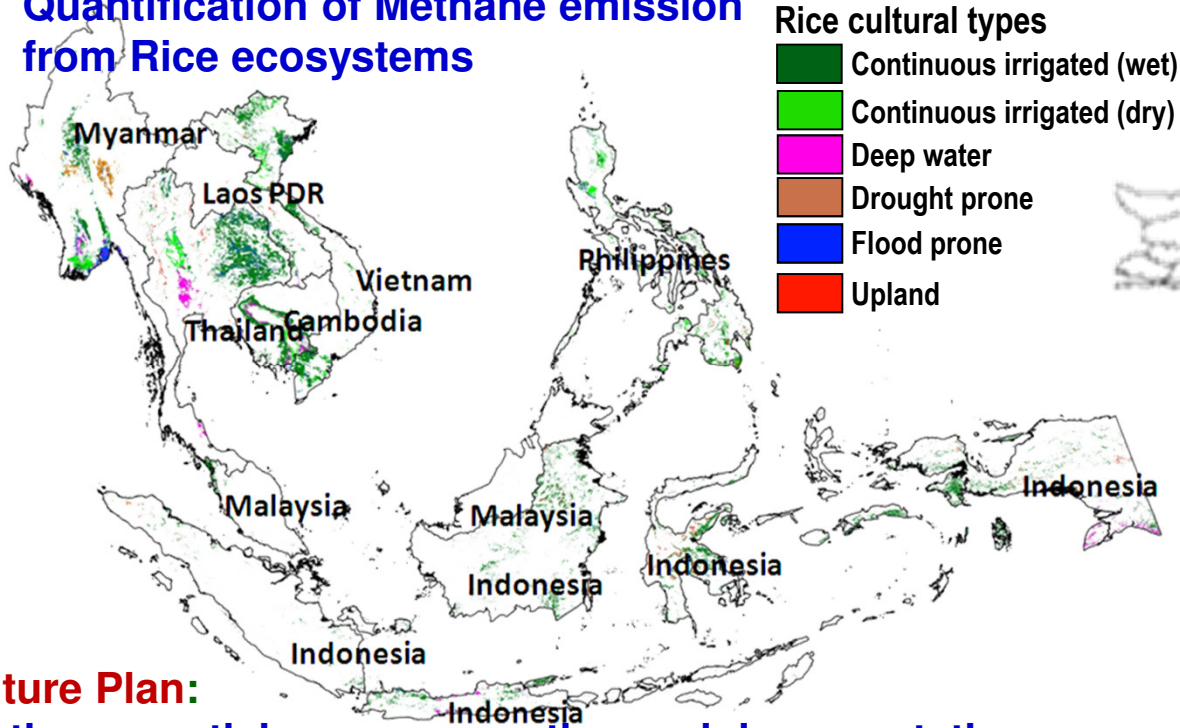 Quantification of Methane emission
from Rice ecosystems
Rice cultural types
Continuous irrigated (wet)
Continuous irrigated (dry)
Deep water
Drought prone
Flood prone
Upland
Myanmar
Laos PDR
Vietnam
Thailand
Cambodia
Philippines
Malaysia
Malaysia
Indonesia
Indonesia
Indonesia
Indonesia
Indonesia
ture Plan: